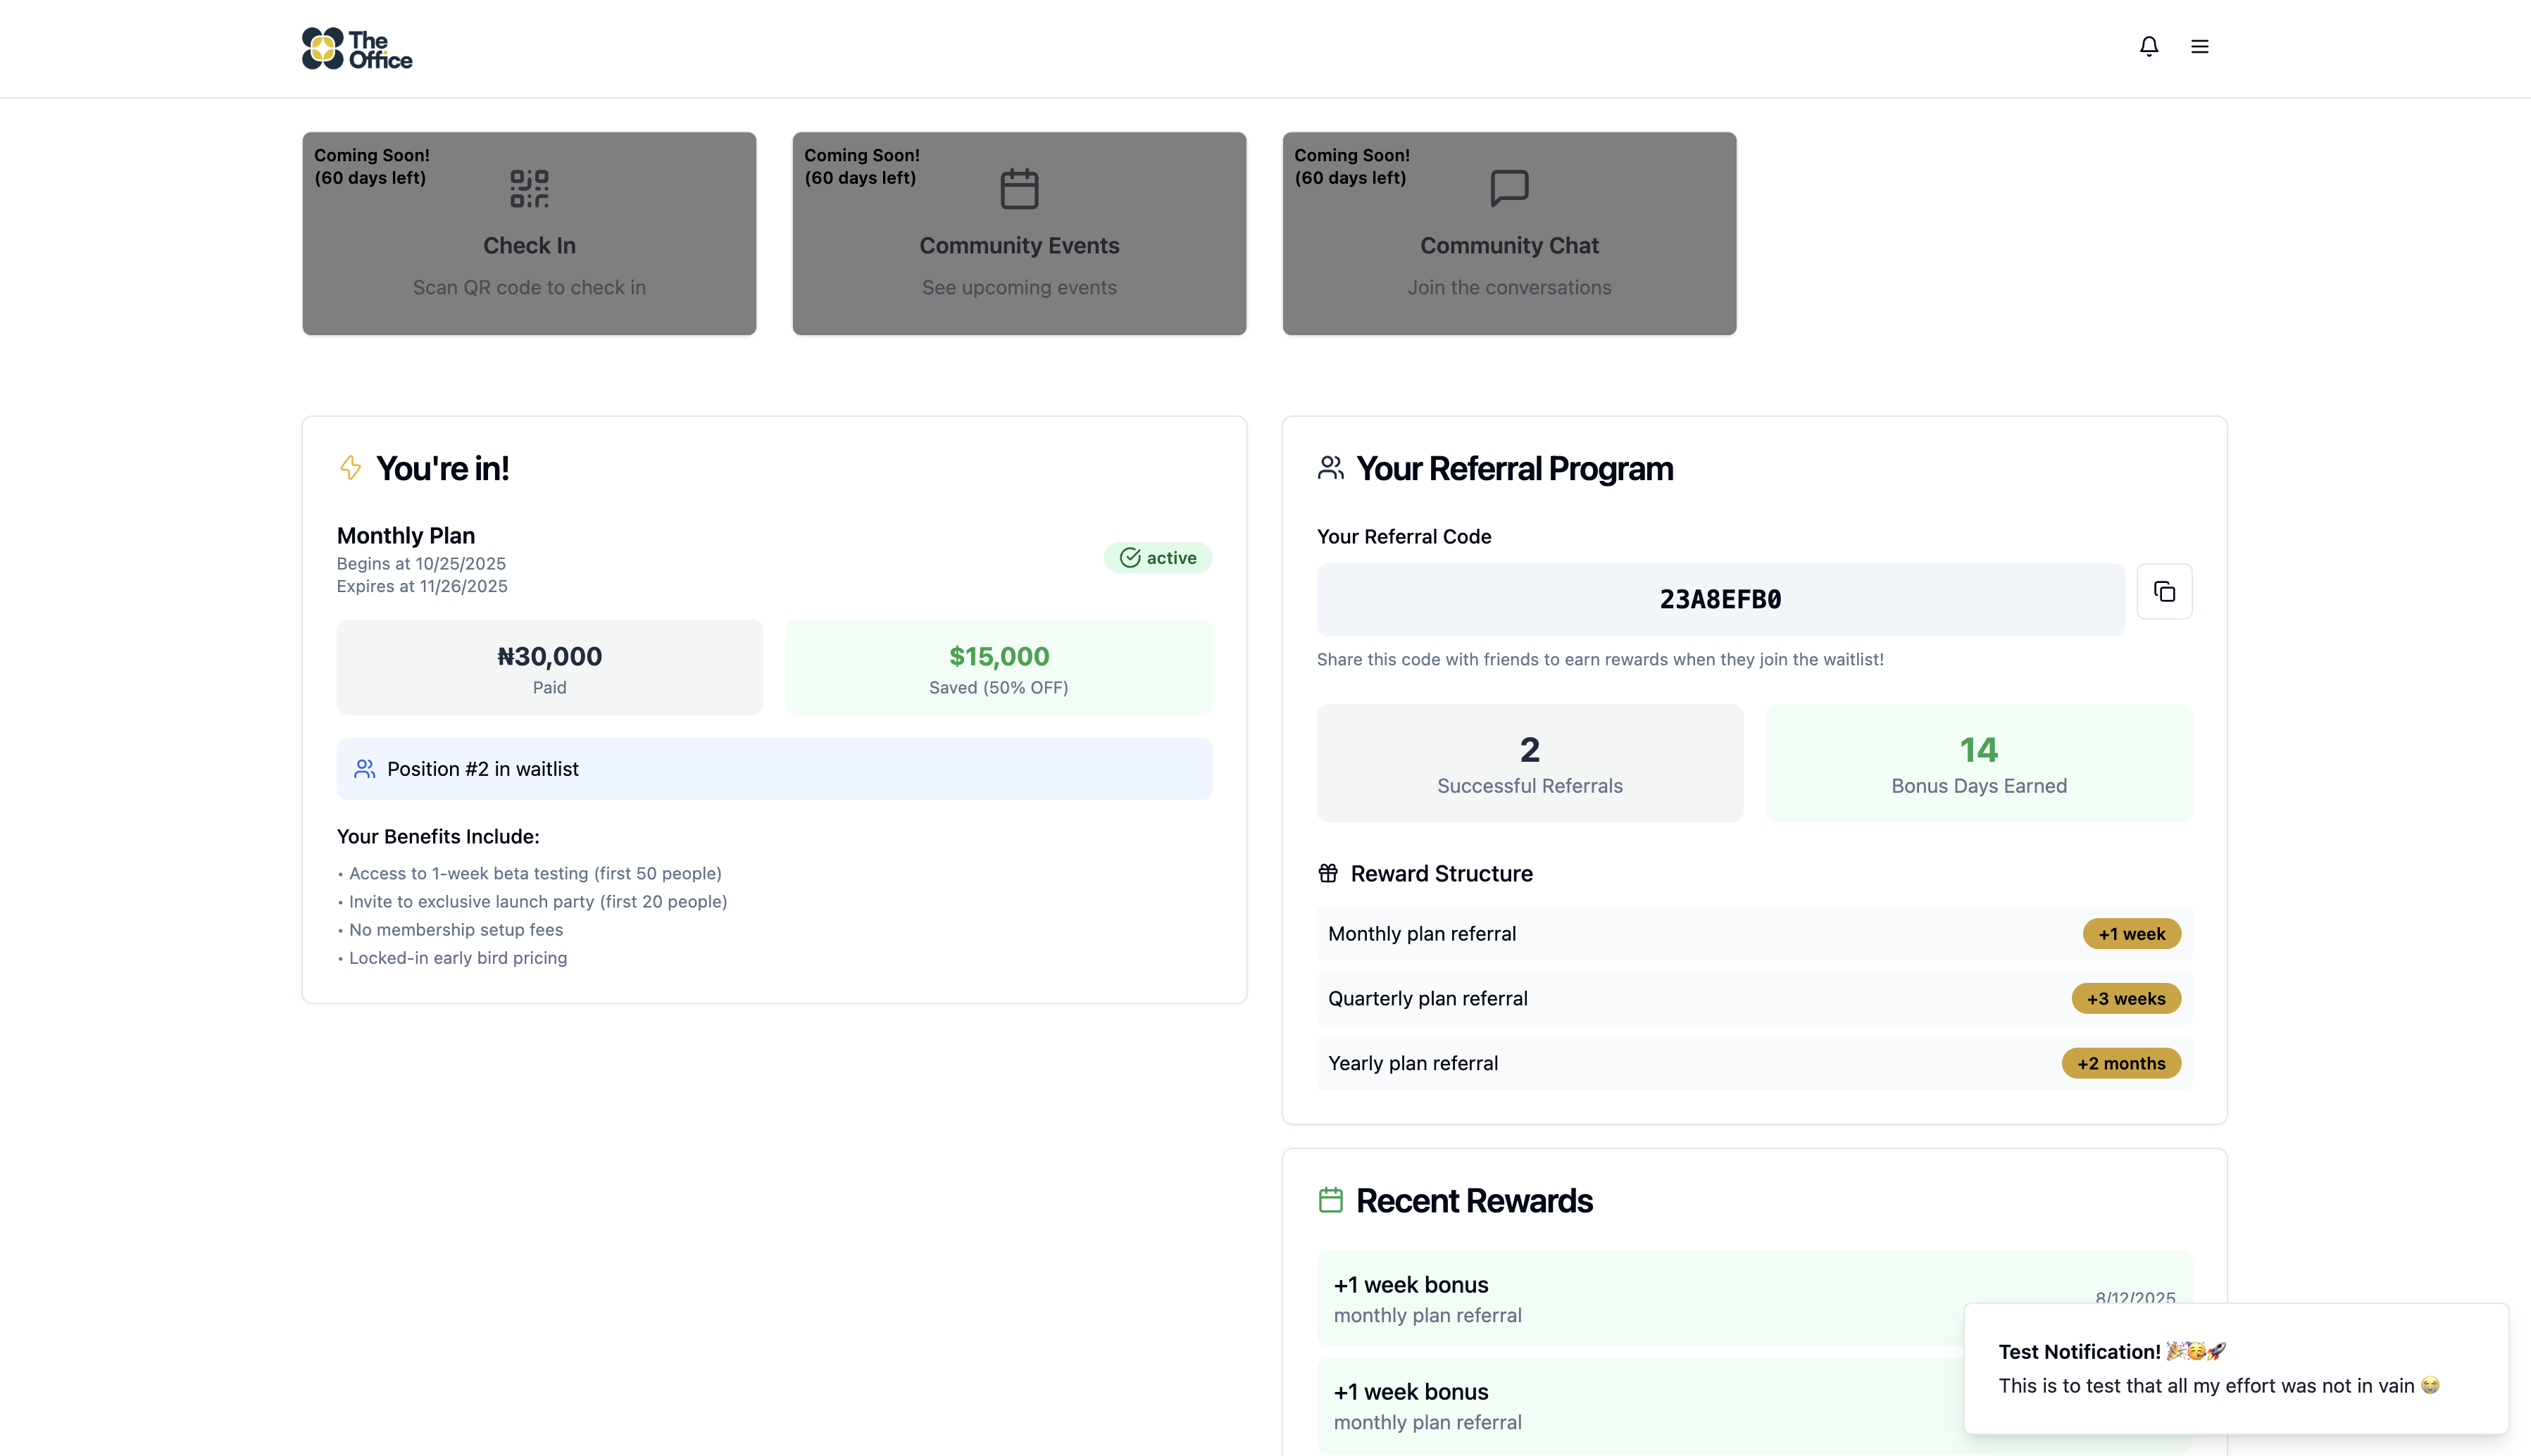 The
Office
Coming Soon!
(60 days left)
Check In
Scan QR code to check in
Coming Soon!
(60 days left)
Community Events
See upcoming events
Coming Soon!
(60 days left)
Community Chat
Join the conversations
You're in!
Monthly Plan
Begins at 10/25/2025
Expires at 11/26/2025
active
₦30,000
Paid
$15,000
Saved (50% OFF)
Position #2 in waitlist
Your Benefits Include:
• Access to 1-week beta testing (first 50 people)
• Invite to exclusive launch party (first 20 people)
• No membership setup fees
• Locked-in early bird pricing
Your Referral Program
Your Referral Code
23A8EFB0
Share this code with friends to earn rewards when they join the waitlist!
2
Successful Referrals
14
Bonus Days Earned
Reward Structure
Monthly plan referral
+1 week
Quarterly plan referral
+3 weeks
Yearly plan referral
+2 months
Recent Rewards
+1 week bonus
monthly plan referral
8/12/2025
+1 week bonus
monthly plan referral
Test Notification! 🎉🥳🚀
This is to test that all my effort was not in vain 😭